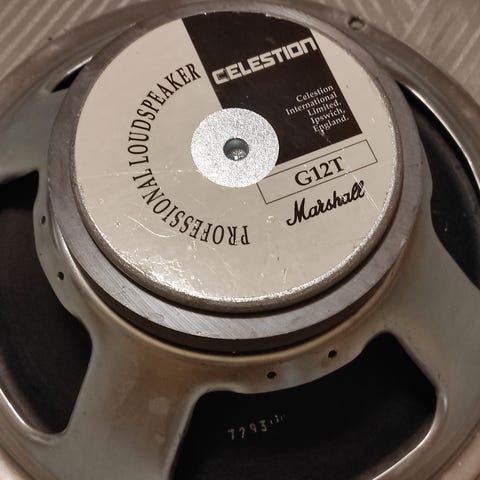 PROFESSIONAL LOUDSPEAKER
CELESTION
Celestion
International
Limited.
Ipswich,
England.
G12T
Marshall